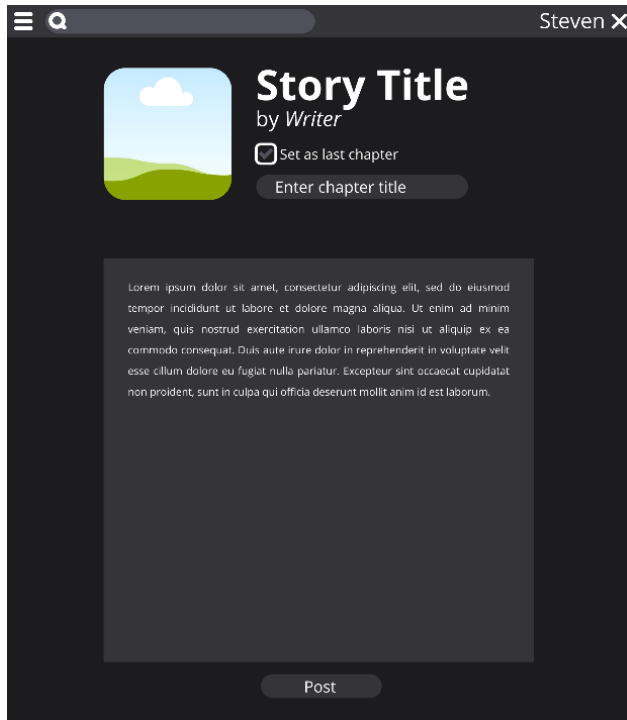 Steven
Story Title
by Writer
Set as last chapter
Enter chapter title
Lorem ipsum dolor sit amet, consectetur adipiscing elit, sed do eiusmod
tempor incididunt ut labore et dolore magna aliqua. Ut enim ad minim
veniam, quis nostrud exercitation ullamco laboris nisi ut aliquip ex ea
commodo consequat. Duis aute irure dolor in reprehenderit in voluptate velit
esse cillum dolore eu fugiat nulla pariatur. Excepteur sint occaecat cupidatat
non proident, sunt in culpa qui officia deserunt mollit anim id est laborum.
Post